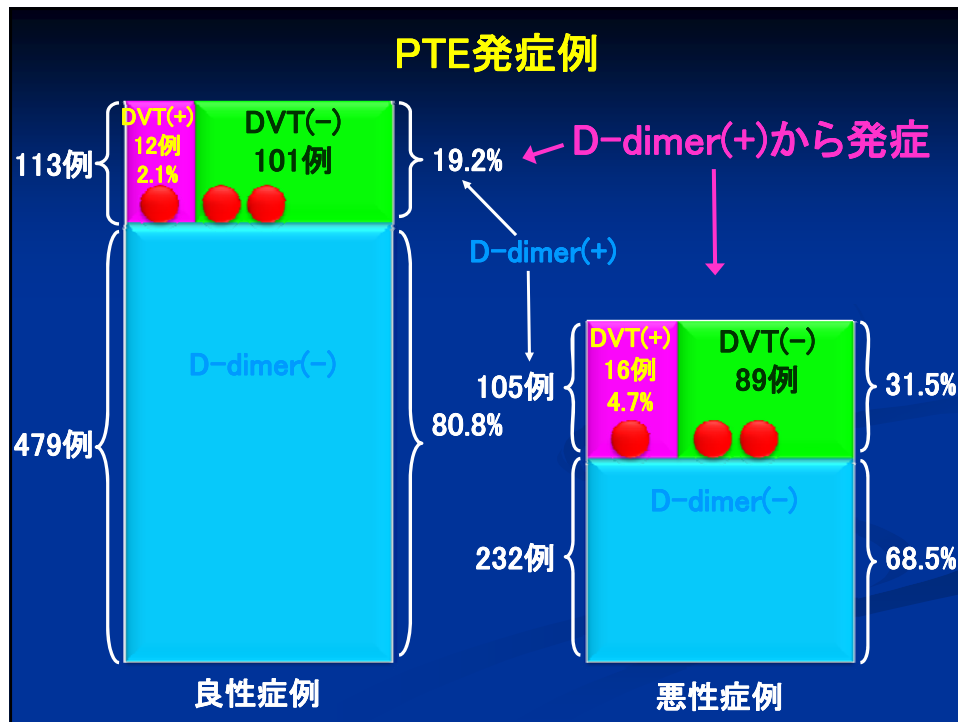 PTE発症例
DVT(+)
12例
2.1%
DVT(-)
101例
113例
19.2%
D-dimer(+)から発症
D-dimer(+)
D-dimer(-)
479例
80.8%
良性症例
DVT(+)
16例
4.7%
DVT(-)
89例
105例
31.5%
D-dimer(-)
232例
68.5%
悪性症例